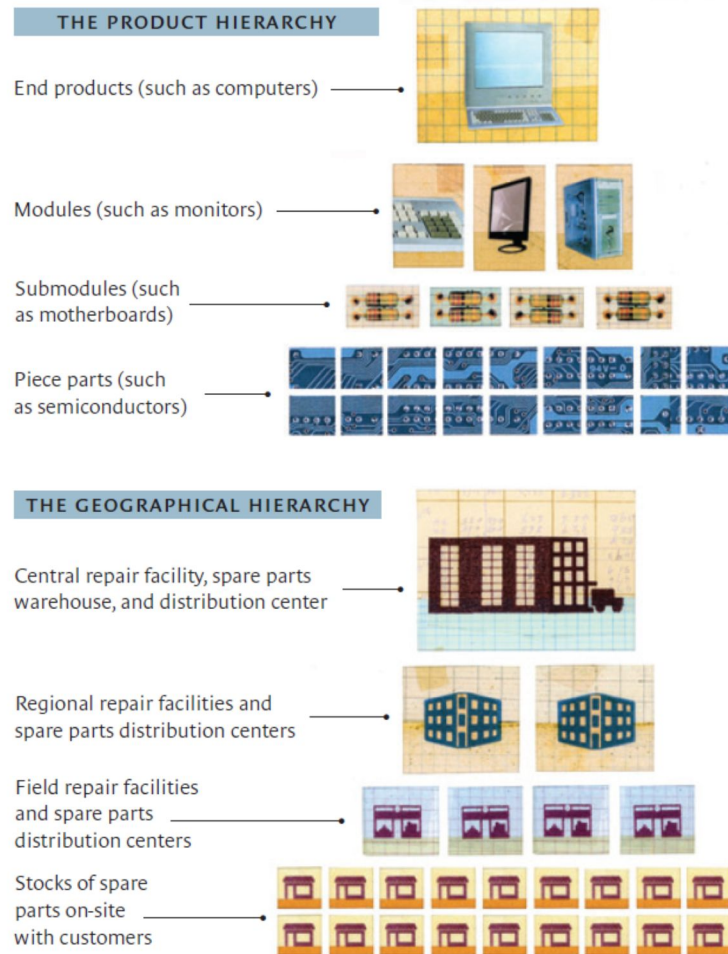 THE PRODUCT HIERARCHY
End products (such as computers)
Modules (such as monitors)
Submodules (such
as motherboards)
Piece parts (such
as semiconductors)
THE GEOGRAPHICAL HIERARCHY
Central repair facility, spare parts
warehouse, and distribution center
Regional repair facilities and
spare parts distribution centers
Field repair facilities
and spare parts
distribution centers
Stocks of spare
parts on-site
with customers